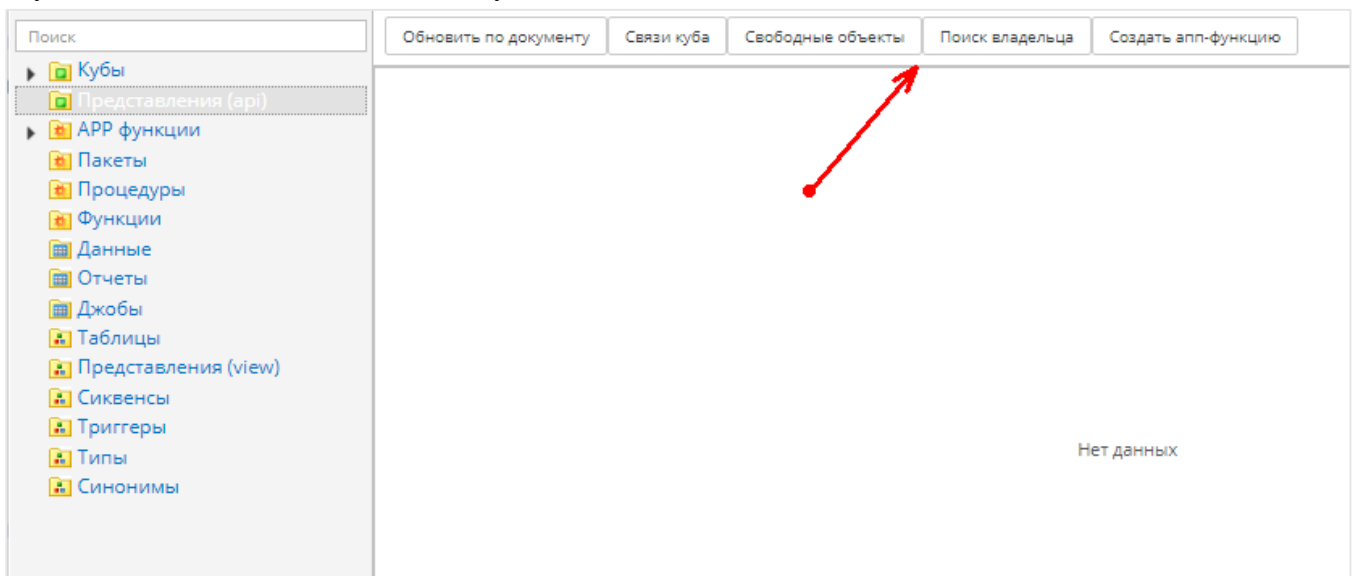 Поиск
Обновить по документу Связи куба Свободные объекты Поиск владельца Создать апп-функцию
Кубы
Представления (api)
APP функции
Пакеты
Процедуры
Функции
Данные
Отчеты
Джобы
Таблицы
Представления (view)
Сиквенсы
Триггеры
Типы
Синонимы
Нет данных